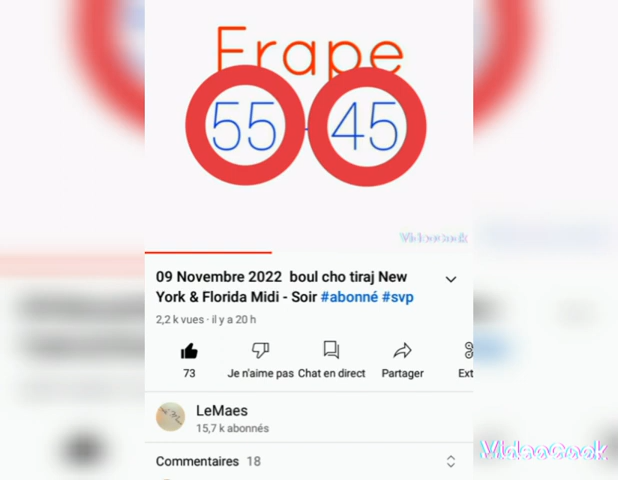 Frape
55 45
VideoCook
09 Novembre 2022 boul cho tiraj New
York & Florida Midi - Soir #abonné #svp
2,2 k vues · il y a 20 h
73 Je n'aime pas Chat en direct Partager Ext
LeMaes
15,7 k abonnés
Commentaires 18
VideoCook